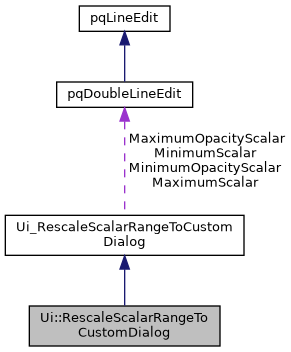 pqLineEdit
pqDoubleLineEdit
MaximumOpacityScalar
MinimumScalar
MinimumOpacityScalar
MaximumScalar
Ui_RescaleScalarRangeToCustom
Dialog
Ui::RescaleScalarRangeTo
CustomDialog